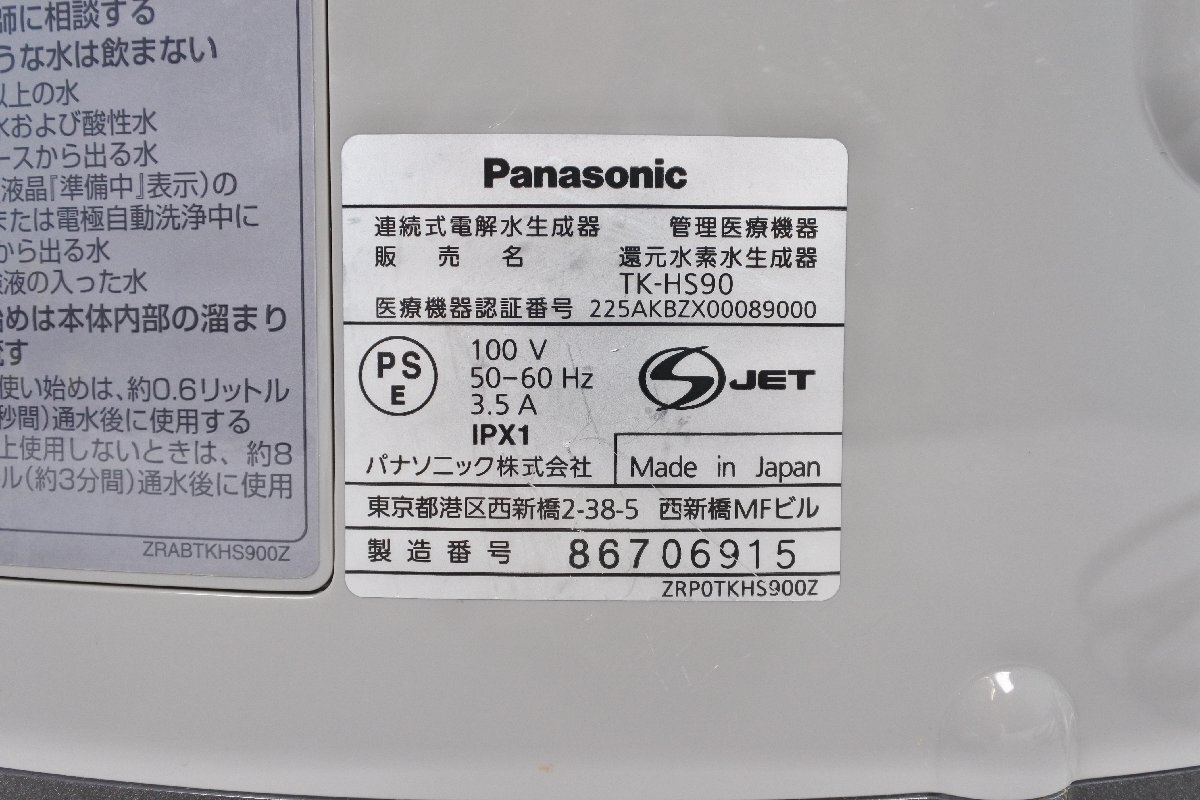 師に相談する
うな水は飲まない
以上の水
水および酸性水
ースから出る水
液晶『準備中』表示)の
または電極自動洗浄中に
から出る水
液の入った水
始めは本体内部の溜まり
流す
使い始めは、約0.6リットル
秒間)通水後に使用する
上使用しないときは、約8
ル(約3分間)通水後に使用
ZRABTKHS900Z
Panasonic
連続式電解水生成器 管理医療機器
販売名 還元水素水生成器
TK-HS90
医療機器認証番号 225AKBZX00089000
PS
E
100 V
50-60 Hz
3.5 A
IPX1
JET
パナソニック株式会社 Made in Japan
東京都港区西新橋2-38-5 西新橋MFビル
製造番号 86706915
ZRP0TKHS900Z